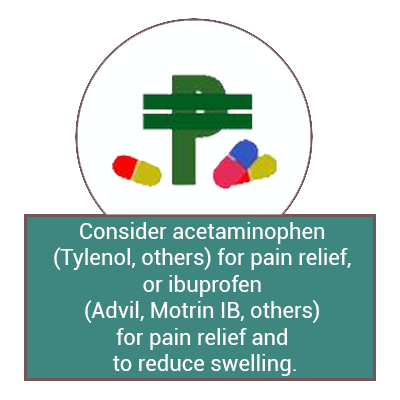 ₱
Consider acetaminophen
(Tylenol, others) for pain relief,
or ibuprofen
(Advil, Motrin IB, others)
for pain relief and
to reduce swelling.